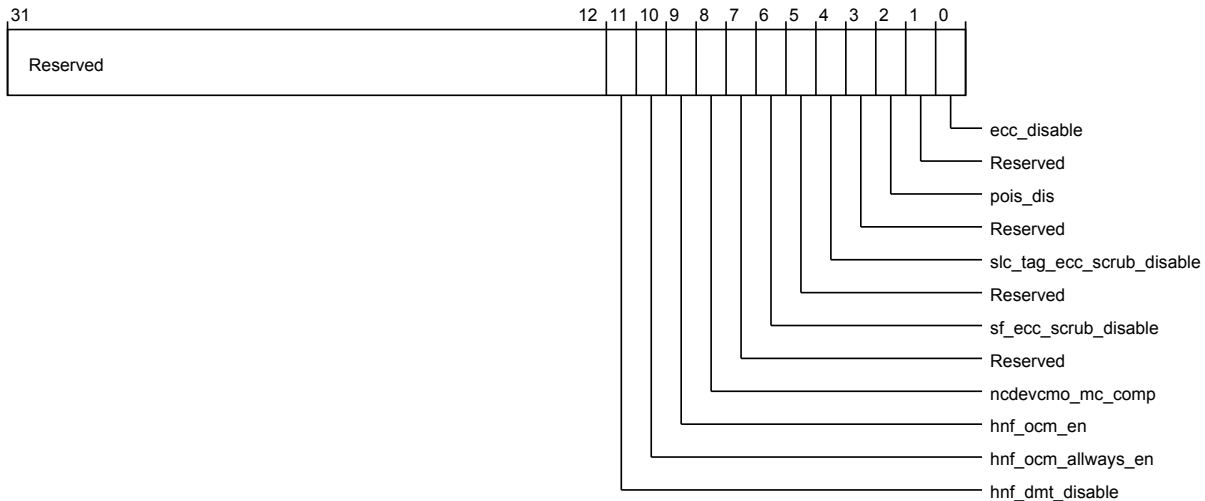 31 12 11 10 9 8 7 6 5 4 3 2 1 0
Reserved
ecc_disable
Reserved
pois_dis
Reserved
slc_tag_ecc_scrub_disable
Reserved
sf_ecc_scrub_disable
Reserved
ncdevcmo_mc_comp
hnf_ocm_en
hnf_ocm_allways_en
hnf_dmt_disable